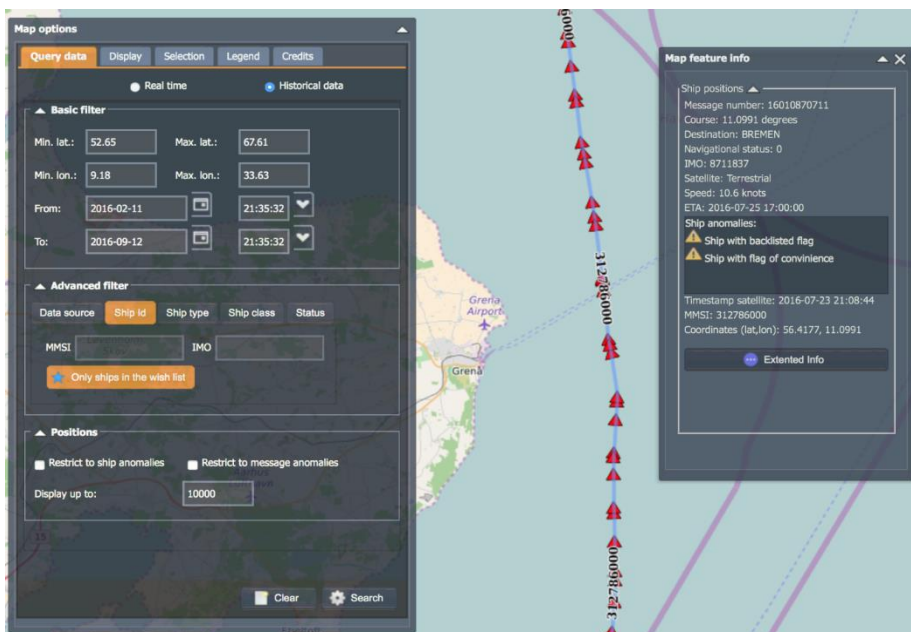 Map options
Query data Display Selection Legend Credits
Real time Historical data
Basic filter
Min. lat.: 52.65 Max. lat.: 67.61
Min. lon.: 9.18 Max. lon.: 33.63
From: 2016-02-11 21:35:32
To: 2016-09-12 21:35:32
Advanced filter
Data source Ship id Ship type Ship class Status
MMSI IMO
Only ships in the wish list
Positions
Restrict to ship anomalies Restrict to message anomalies
Display up to: 10000
15
Clear Search
6000
312786000
312786000
Grena
Airport
Grenå
Map feature info
Ship positions
Message number: 16010870711
Course: 11.0991 degrees
Destination: BREMEN
Navigational status: 0
IMO: 8711837
Satellite: Terrestrial
Speed: 10.6 knots
ETA: 2016-07-25 17:00:00
Ship anomalies:
Ship with backlisted flag
Ship with flag of convinience
Timestamp satellite: 2016-07-23 21:08:44
MMSI: 312786000
Coordinates (lat,lon): 56.4177, 11.0991
Extented Info